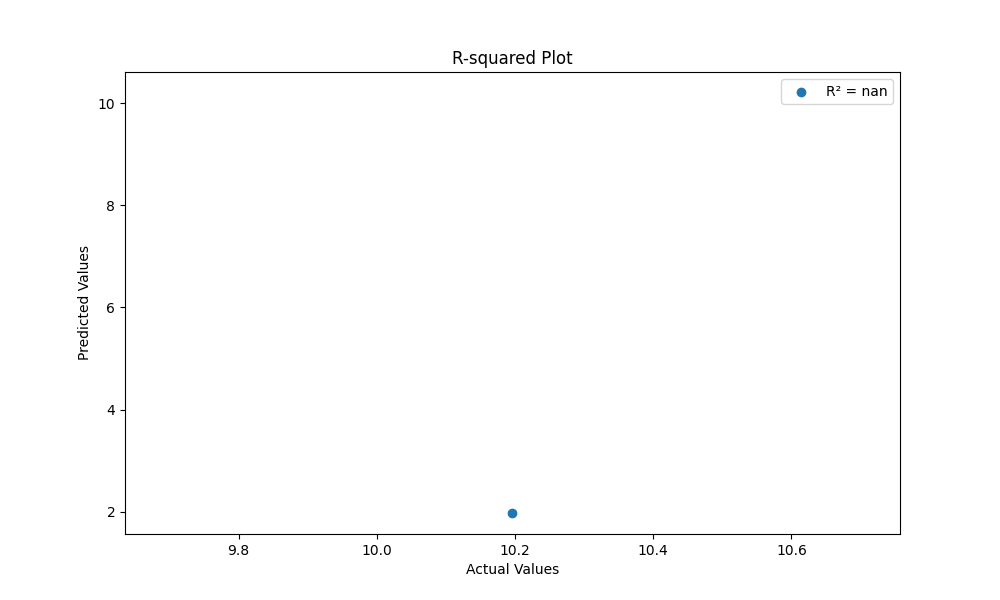 R-squared Plot
R² = nan
10
8
6
4
2
Predicted Values
9.8 10.0 10.2 10.4 10.6
Actual Values